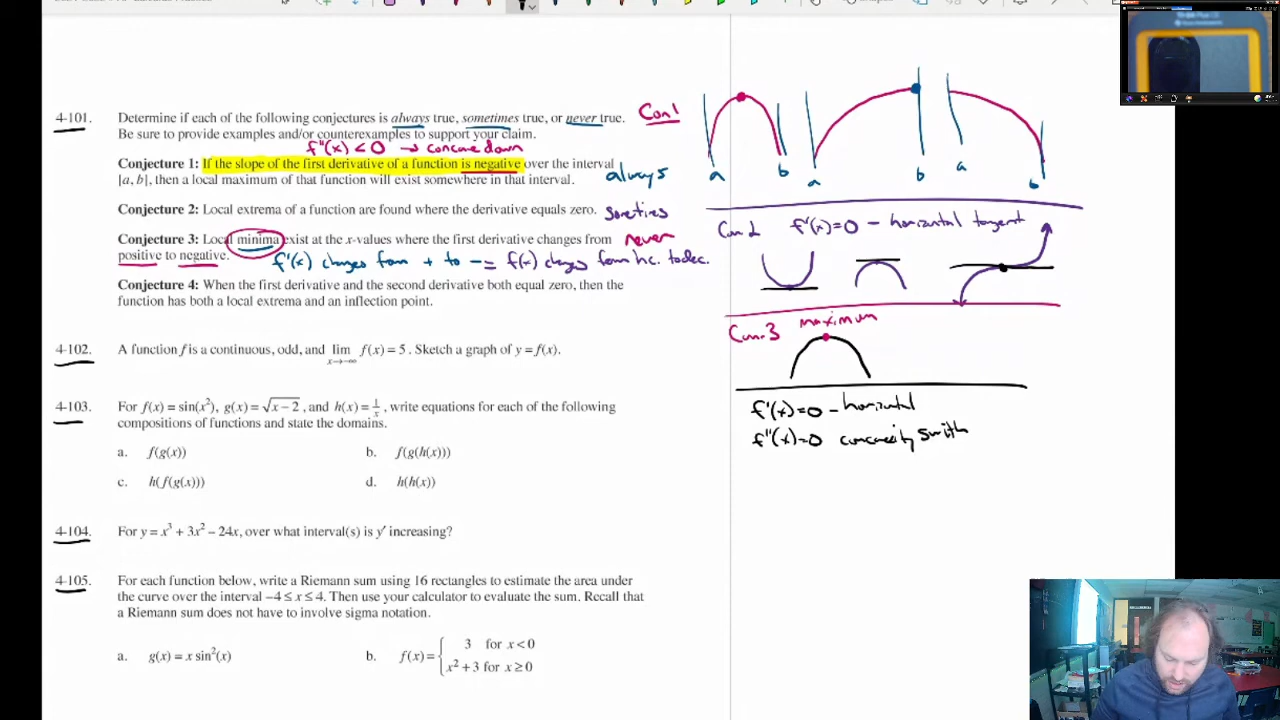 4-101. Determine if each of the following conjectures is always true, sometimes true, or never true.
Be sure to provide examples and/or counterexamples to support your claim.
f''(x) < 0 → concave down
Conjecture 1: If the slope of the first derivative of a function is negative over the interval
[a, b], then a local maximum of that function will exist somewhere in that interval.
always
Conjecture 2: Local extrema of a function are found where the derivative equals zero.
Conjecture 3: Local minima exist at the x-values where the first derivative changes from
never
positive to negative.
f'(x) changes from + to - = f(x) changes from inc. to dec.
Conjecture 4: When the first derivative and the second derivative both equal zero, then the
function has both a local extrema and an inflection point.
4-102. A function f is a continuous, odd, and lim x→-∞ f(x) = 5. Sketch a graph of y = f(x).
4-103. For f(x) = sin(x²), g(x) = √x – 2, and h(x) = 1/x, write equations for each of the following
compositions of functions and state the domains.
a. f(g(x)) b. f(g(h(x)))
c. h(f(g(x))) d. h(h(x))
4-104. For y = x³ + 3x² – 24x, over what interval(s) is y' increasing?
4-105. For each function below, write a Riemann sum using 16 rectangles to estimate the area under
the curve over the interval –4 ≤ x ≤ 4. Then use your calculator to evaluate the sum. Recall that
a Riemann sum does not have to involve sigma notation.
a. g(x) = x sin²(x) b. f(x) = { 3 for x < 0
x² + 3 for x ≥ 0
Con 1
a b a b a b
Con. 2 f'(x)=0 - horizontal tangent
Con. 3 maximum
f'(x)=0 - horizontal
f''(x)=0 concavity switch